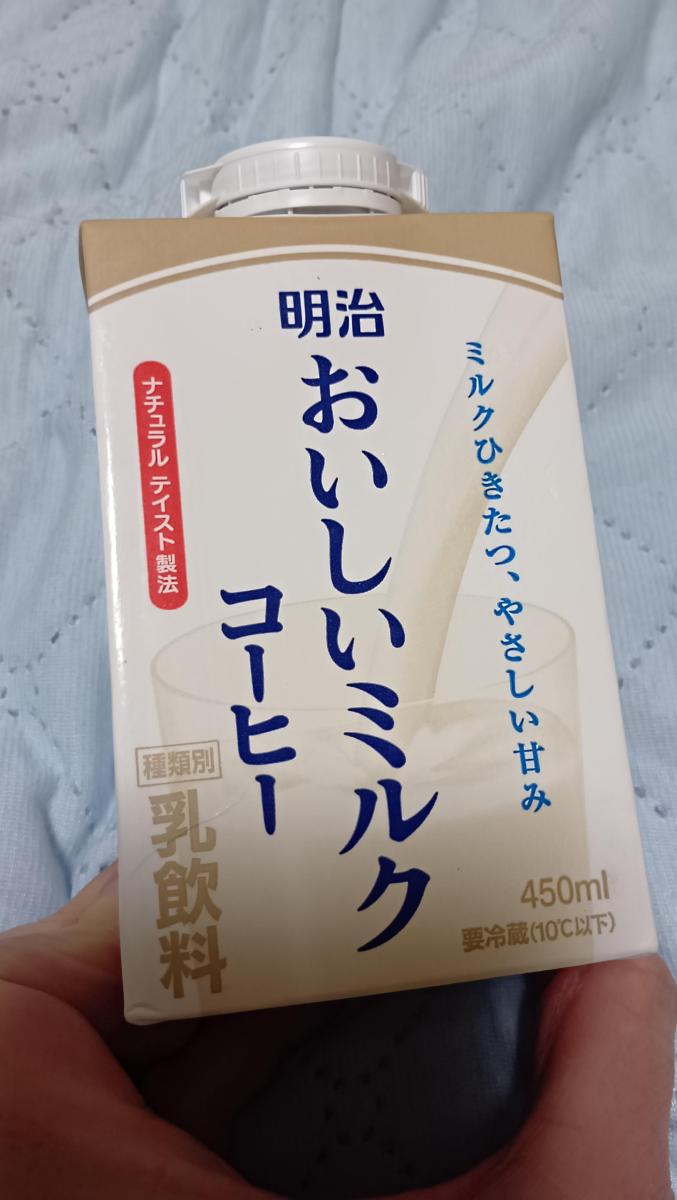 明治
おいしいミルク
コーヒー
ミルクひきたつ、やさしい甘み
ナチュラル テイスト製法
種類別
乳飲料
450ml
要冷蔵(10℃以下)